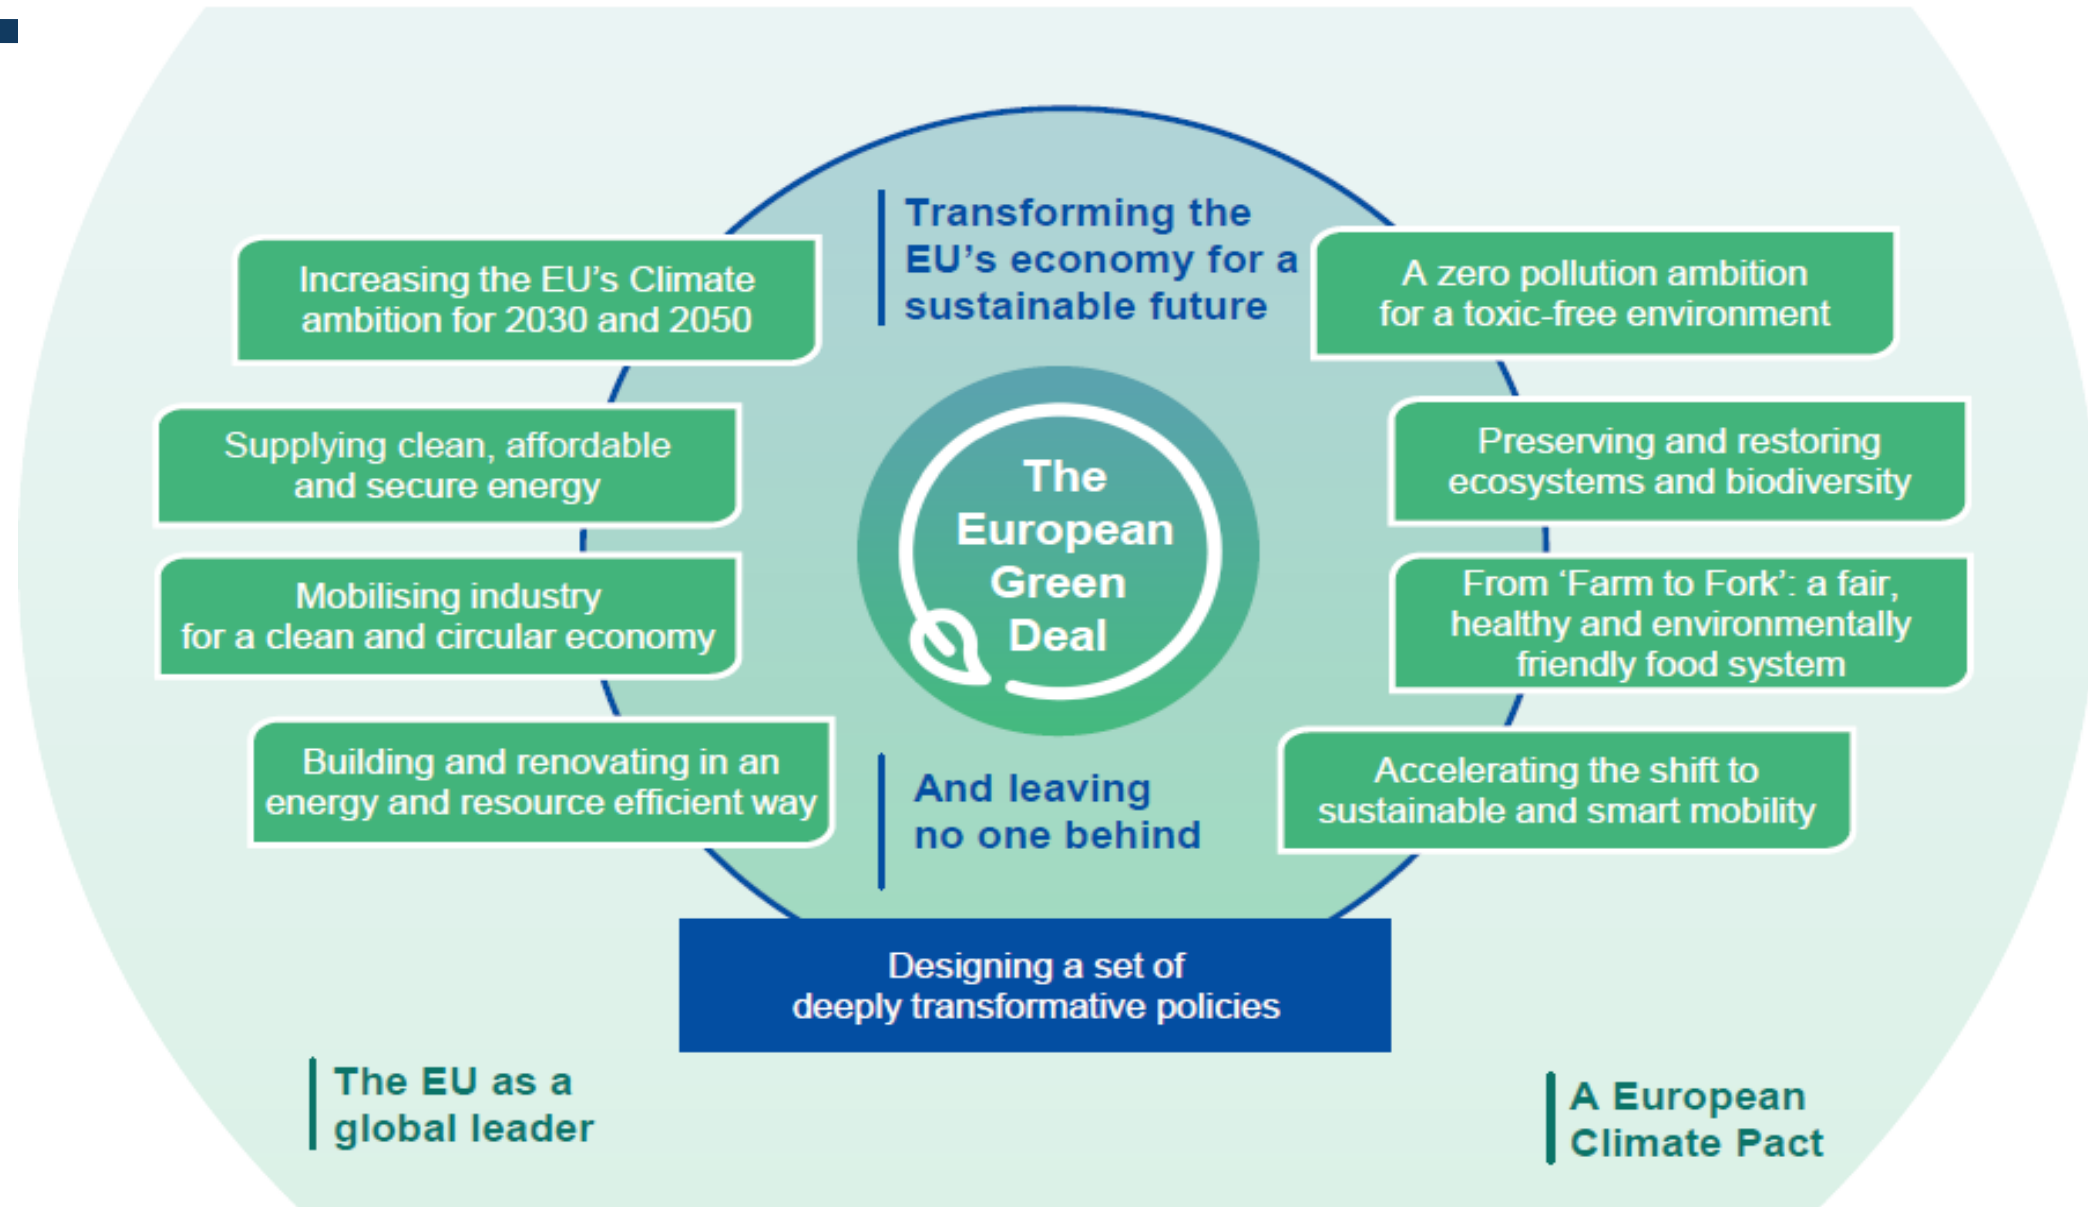 Transforming the
EU's economy for a
sustainable future
Increasing the EU's Climate
ambition for 2030 and 2050
Supplying clean, affordable
and secure energy
Mobilising industry
for a clean and circular economy
Building and renovating in an
energy and resource efficient way
The
European
Green
Deal
A zero pollution ambition
for a toxic-free environment
Preserving and restoring
ecosystems and biodiversity
From ‘Farm to Fork’: a fair,
healthy and environmentally
friendly food system
Accelerating the shift to
sustainable and smart mobility
And leaving
no one behind
Designing a set of
deeply transformative policies
The EU as a
global leader
A European
Climate Pact